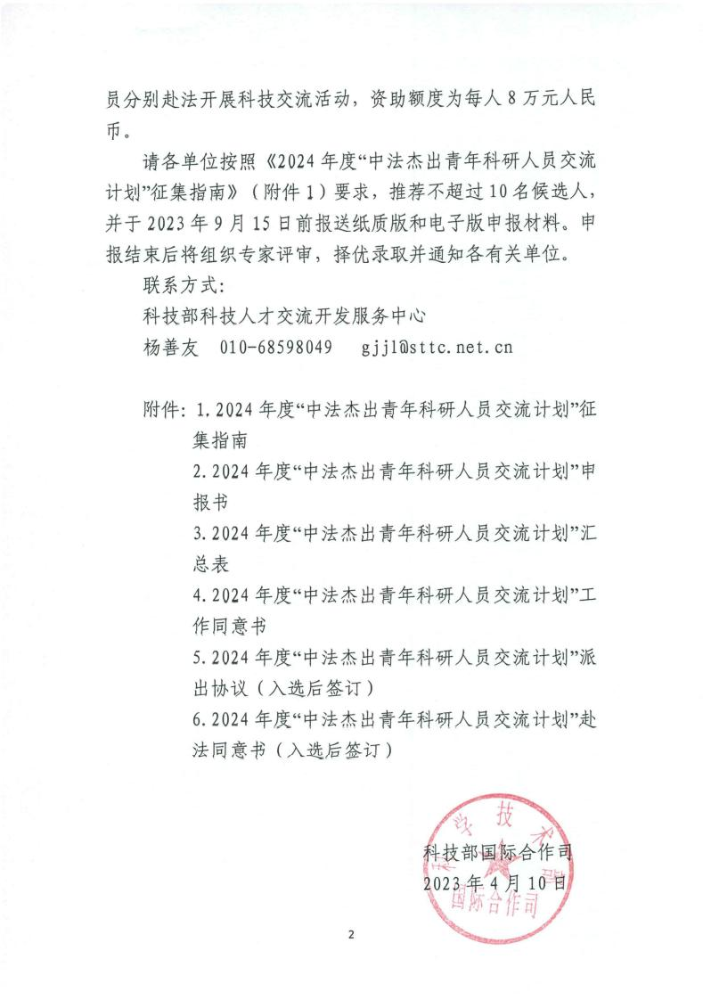 员分别赴法开展科技交流活动，资助额度为每人 8 万元人民
币。
请各单位按照《2024 年度“中法杰出青年科研人员交流
计划”征集指南》（附件 1）要求，推荐不超过 10 名候选人，
并于 2023 年 9 月 15 日前报送纸质版和电子版申报材料。申
报结束后将组织专家评审，择优录取并通知各有关单位。
联系方式：
科技部科技人才交流开发服务中心
杨善友 010-68598049 gjjl@sttc.net.cn
附件：1.2024 年度“中法杰出青年科研人员交流计划”征
集指南
2.2024 年度“中法杰出青年科研人员交流计划”申
报书
3.2024 年度“中法杰出青年科研人员交流计划”汇
总表
4.2024 年度“中法杰出青年科研人员交流计划”工
作同意书
5.2024 年度“中法杰出青年科研人员交流计划”派
出协议（入选后签订）
6.2024 年度“中法杰出青年科研人员交流计划”赴
法同意书（入选后签订）
科学技术部
科技部国际合作司
2023 年 4 月 10 日
国际合作司
2